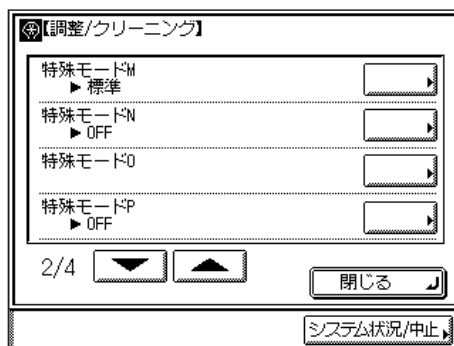 【調整/クリーニング】
特殊モードM
▶ 標準
特殊モードN
▶ OFF
特殊モードO
特殊モードP
▶ OFF
2/4
閉じる
システム状況/中止